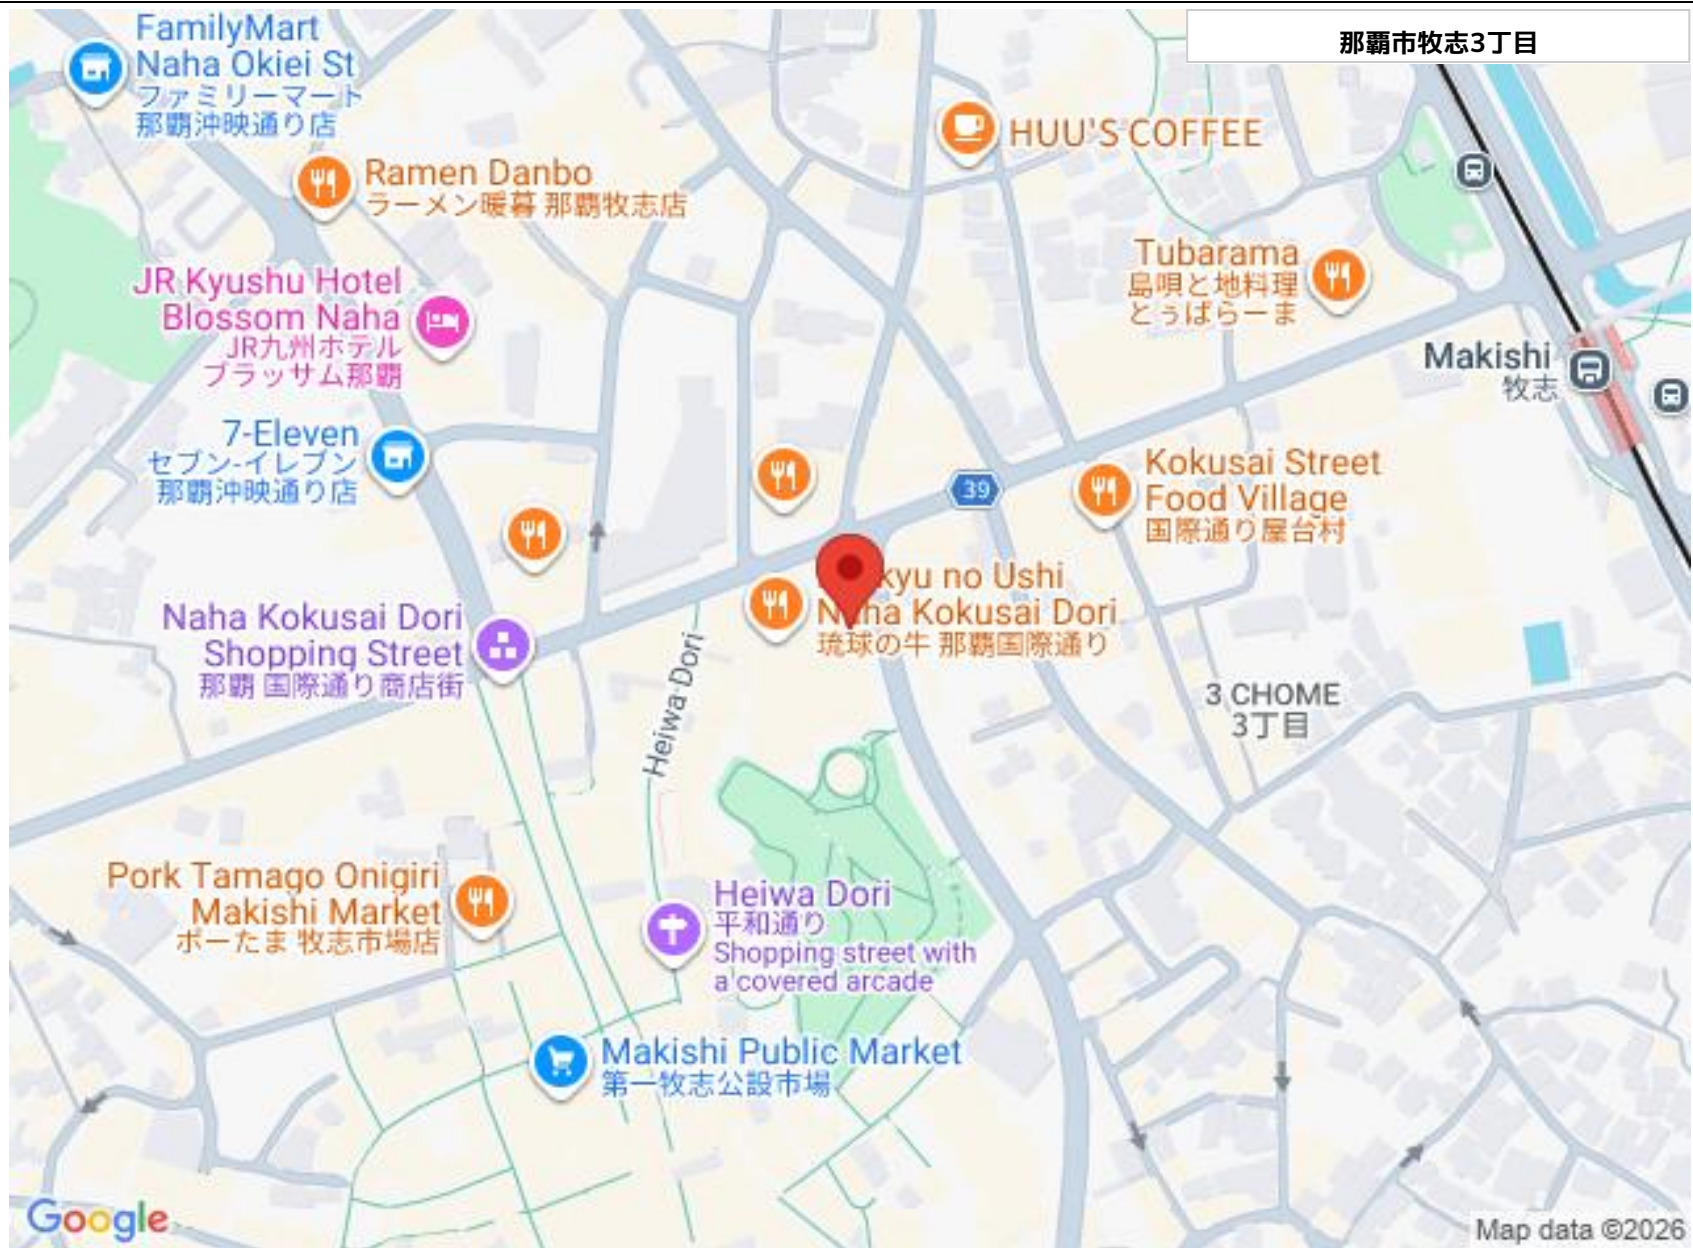 那覇市牧志3丁目
FamilyMart
Naha Okiei St
ファミリーマート
那覇沖映通り店
HUU'S COFFEE
Ramen Danbo
ラーメン暖暮 那覇牧志店
Tubarama
島唄と地料理
とぅばらーま
JR Kyushu Hotel
Blossom Naha
JR九州ホテル
ブラッサム那覇
Makishi
牧志
7-Eleven
セブン-イレブン
那覇沖映通り店
39
Kokusai Street
Food Village
国際通り屋台村
kyu no Ushi
Naha Kokusai Dori
琉球の牛 那覇国際通り
Naha Kokusai Dori
Shopping Street
那覇 国際通り商店街
Heiwa Dori
3 CHOME
3丁目
Pork Tamago Onigiri
Makishi Market
ポーたま 牧志市場店
Heiwa Dori
平和通り
Shopping street with
a covered arcade
Makishi Public Market
第一牧志公設市場
Google
Map data ©2026